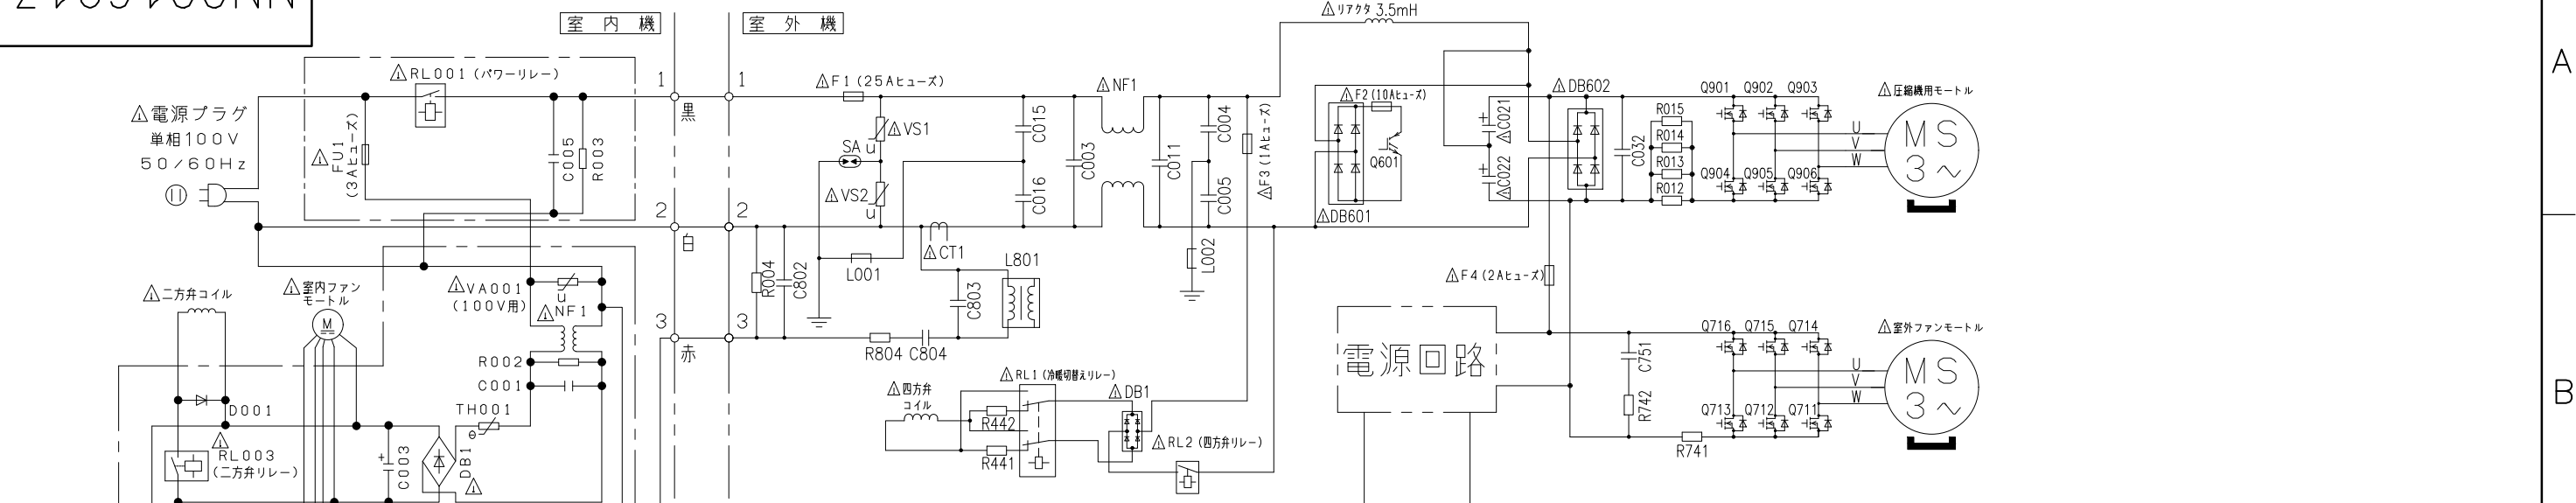 室内機
室外機
⚠リアクタ 3.5mH
A
⚠RL001(パワーリレー)
1
1
⚠F1(25Aヒューズ)
⚠NF1
⚠DB602
Q901 Q902 Q903
⚠圧縮機用モートル
⚠電源プラグ
単相100V
50/60Hz
⚠FU1
(3Aヒューズ)
C005
R003
黒
⚠VS1
u
SA
⚠VS2
u
C015
C016
C003
C011
C004
C005
⚠F3(1Aヒューズ)
⚠F2(10Aヒューズ)
Q601
⚠DB601
+
⚠C021
+
⚠C022
C032
R015
R014
R013
R012
Q904 Q905 Q906
U
V
W
MS
3~
2
2
白
⚠CT1
L001
L002
R004
C802
C803
L801
⚠F4(2Aヒューズ)
⚠二方弁コイル
⚠室内ファン
モートル
M
⚠VA001
(100V用)
u
⚠NF1
3
3
赤
R804 C804
電源回路
Q716 Q715 Q714
⚠室外ファンモートル
C751
R742
U
V
W
MS
3~
B
R002
C001
TH001
θ
D001
⚠
RL003
(二方弁リレー)
+
C003
DB1
⚠
⚠四方弁
コイル
⚠RL1(冷暖切替えリレー)
R442
R441
⚠DB1
⚠RL2(四方弁リレー)
Q713 Q712 Q711
R741